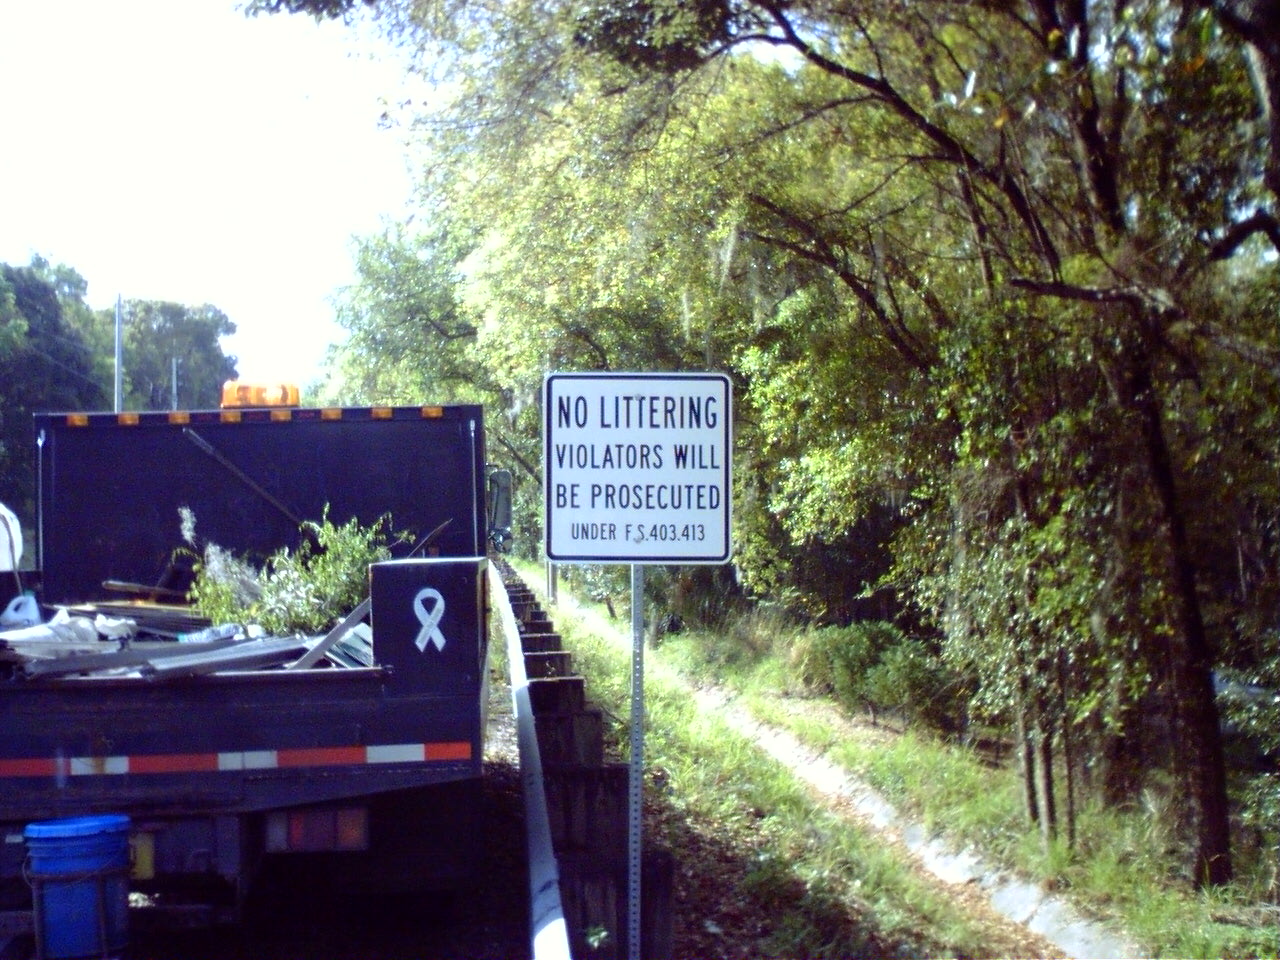 NO LITTERING
VIOLATORS WILL
BE PROSECUTED
UNDER F.S.403.413